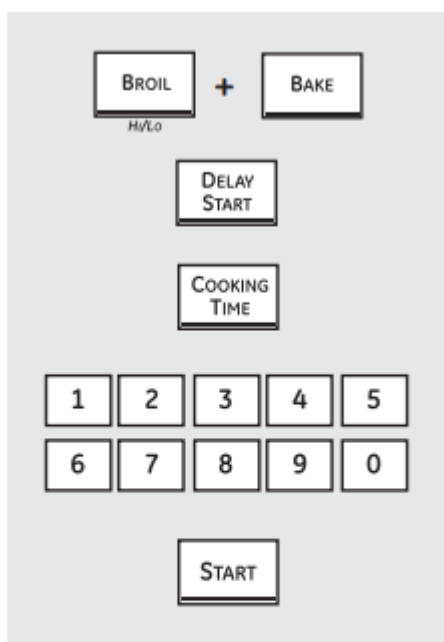 BROIL + BAKE
HI/LO
DELAY
START
COOKING
TIME
1 2 3 4 5
6 7 8 9 0
START